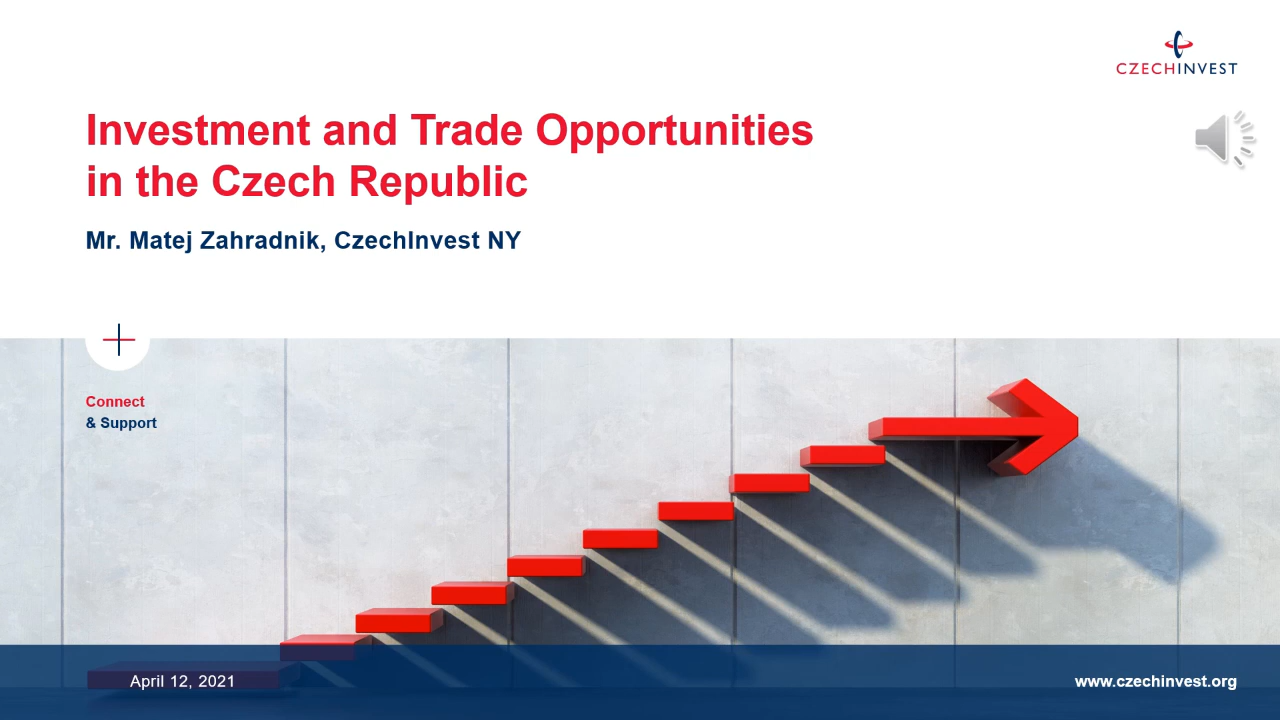 CZECHINVEST
Investment and Trade Opportunities
in the Czech Republic
Mr. Matej Zahradnik, CzechInvest NY
Connect
& Support
April 12, 2021
www.czechinvest.org